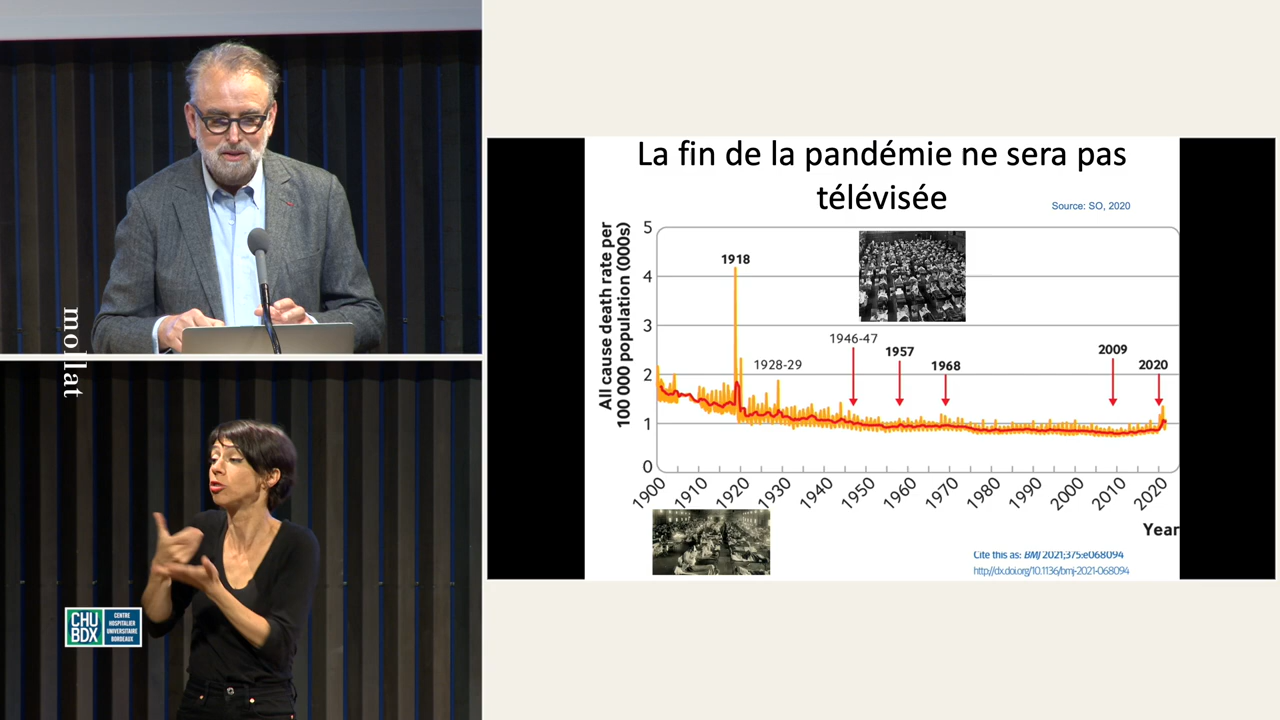 mollat
CHU
BDX
CENTRE
HOSPITALIER
UNIVERSITAIRE
BORDEAUX
La fin de la pandémie ne sera pas
télévisée
Source: SO, 2020
All cause death rate per
100 000 population (000s)
5
4
3
2
1
0
1918
1928-29
1946-47
1957
1968
2009
2020
1900
1910
1920
1930
1940
1950
1960
1970
1980
1990
2000
2010
2020
Year
Cite this as: BMJ 2021;375:e068094
http://dx.doi.org/10.1136/bmj-2021-068094